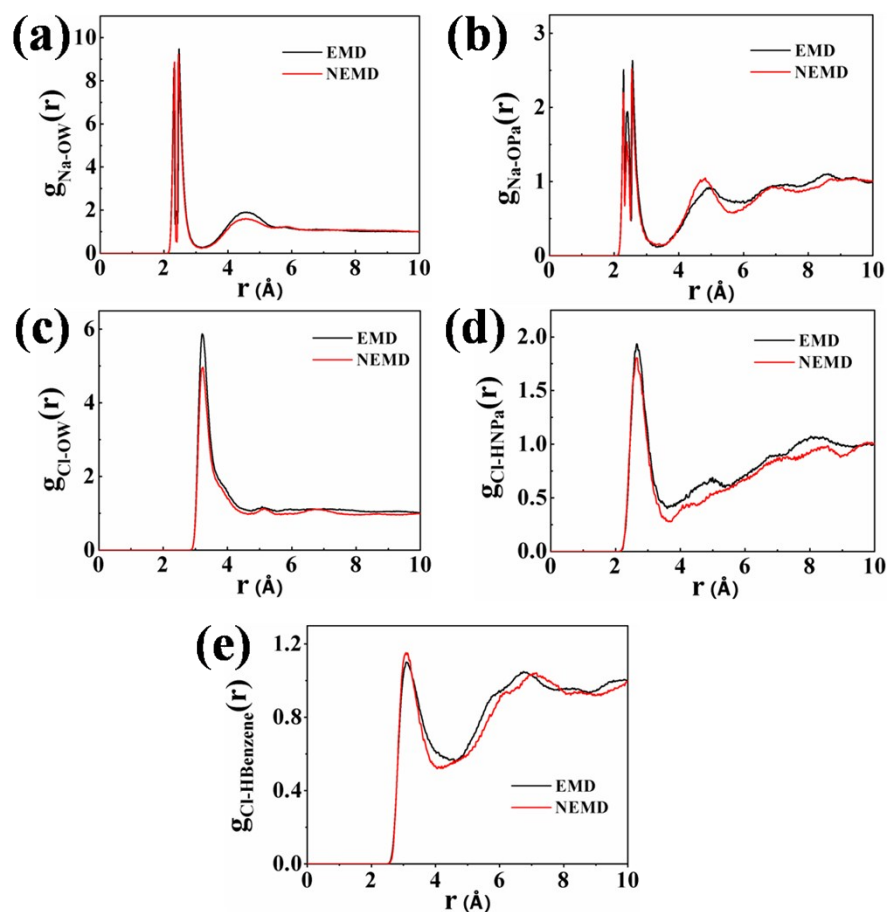 (a)
10
8
6
4
2
0
g_Na-OW(r)
EMD
NEMD
0 2 4 6 8 10
r (Å)
(b)
3
2
1
0
g_Na-OPa(r)
EMD
NEMD
0 2 4 6 8 10
r (Å)
(c)
6
4
2
0
g_Cl-OW(r)
EMD
NEMD
0 2 4 6 8 10
r (Å)
(d)
2.0
1.5
1.0
0.5
0.0
g_Cl-HNPa(r)
EMD
NEMD
0 2 4 6 8 10
r (Å)
(e)
1.2
0.8
0.4
0.0
g_Cl-HBenzene(r)
EMD
NEMD
0 2 4 6 8 10
r (Å)